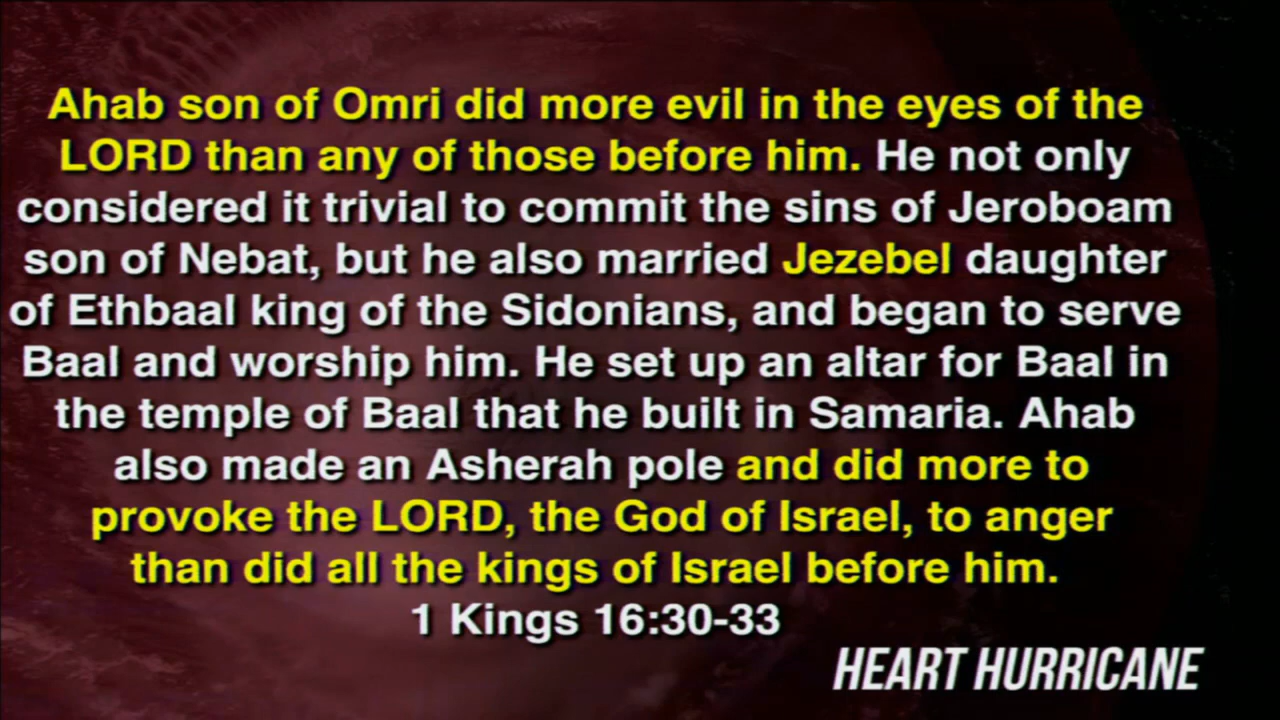 Ahab son of Omri did more evil in the eyes of the
LORD than any of those before him. He not only
considered it trivial to commit the sins of Jeroboam
son of Nebat, but he also married Jezebel daughter
of Ethbaal king of the Sidonians, and began to serve
Baal and worship him. He set up an altar for Baal in
the temple of Baal that he built in Samaria. Ahab
also made an Asherah pole and did more to
provoke the LORD, the God of Israel, to anger
than did all the kings of Israel before him.
1 Kings 16:30-33
HEART HURRICANE